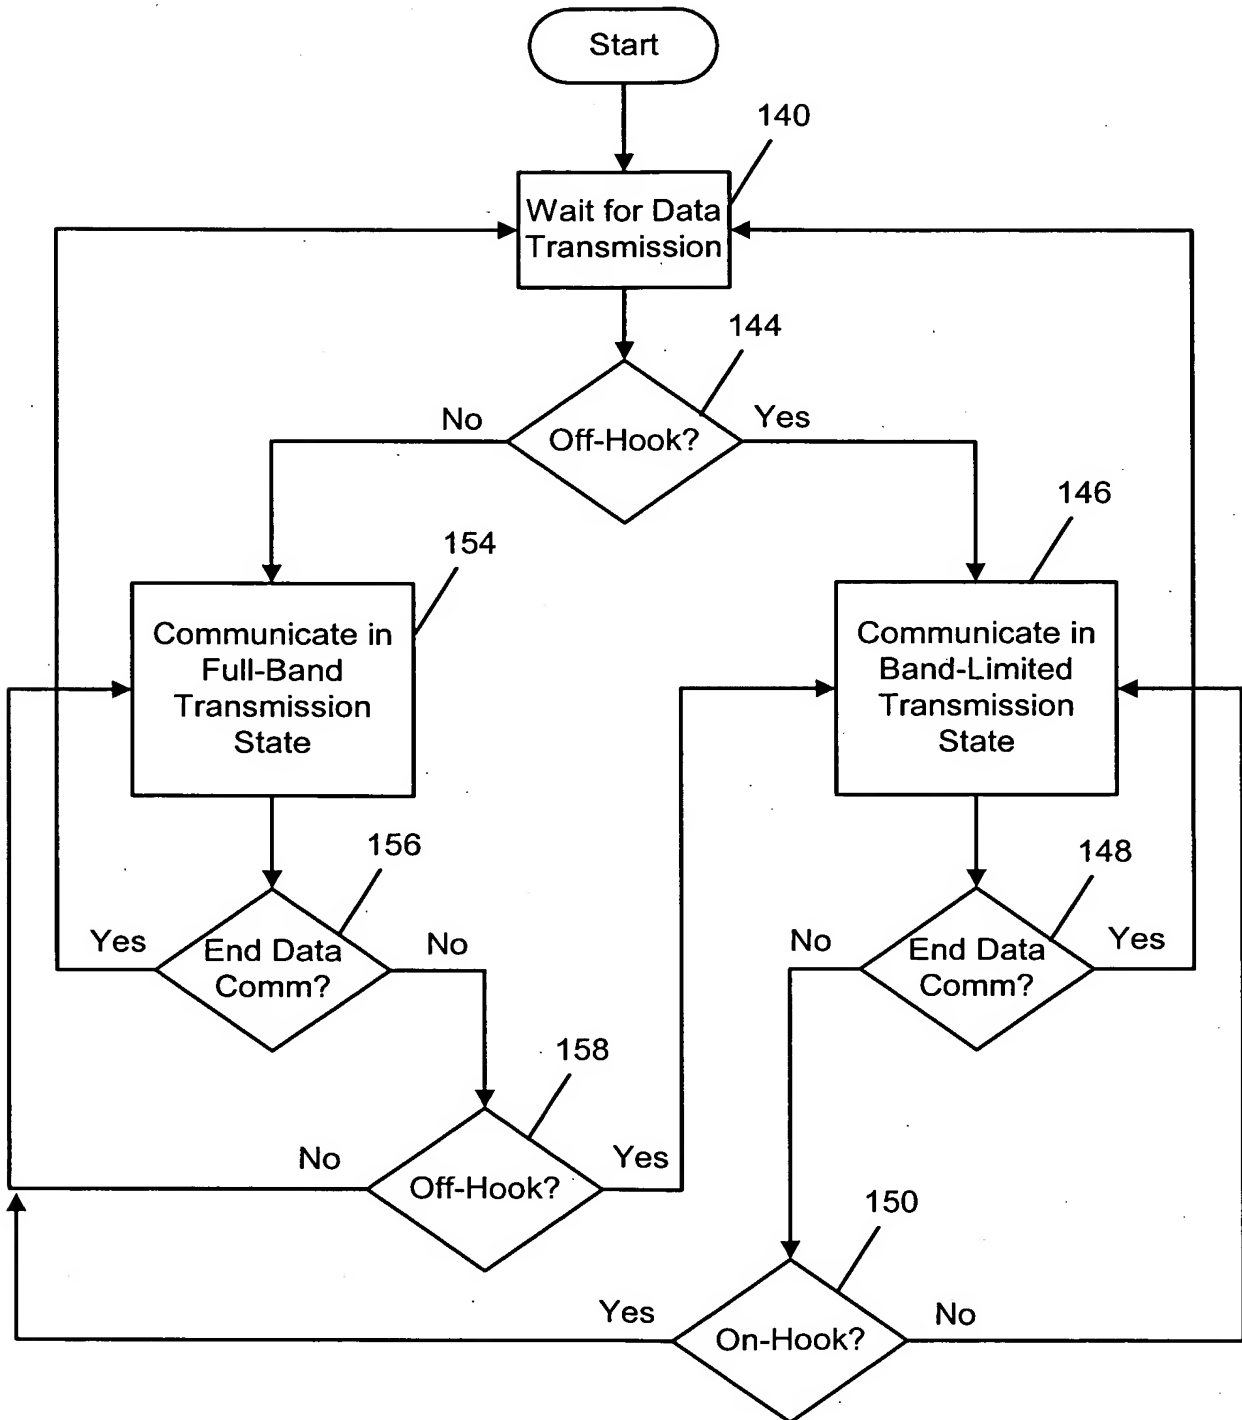 Start
140
Wait for Data
Transmission
144
No
Yes
Off-Hook?
146
154
Communicate in
Full-Band
Transmission
State
Communicate in
Band-Limited
Transmission
State
156
148
Yes
End Data
Comm?
No
No
End Data
Comm?
Yes
158
No
Off-Hook?
Yes
150
Yes
On-Hook?
No